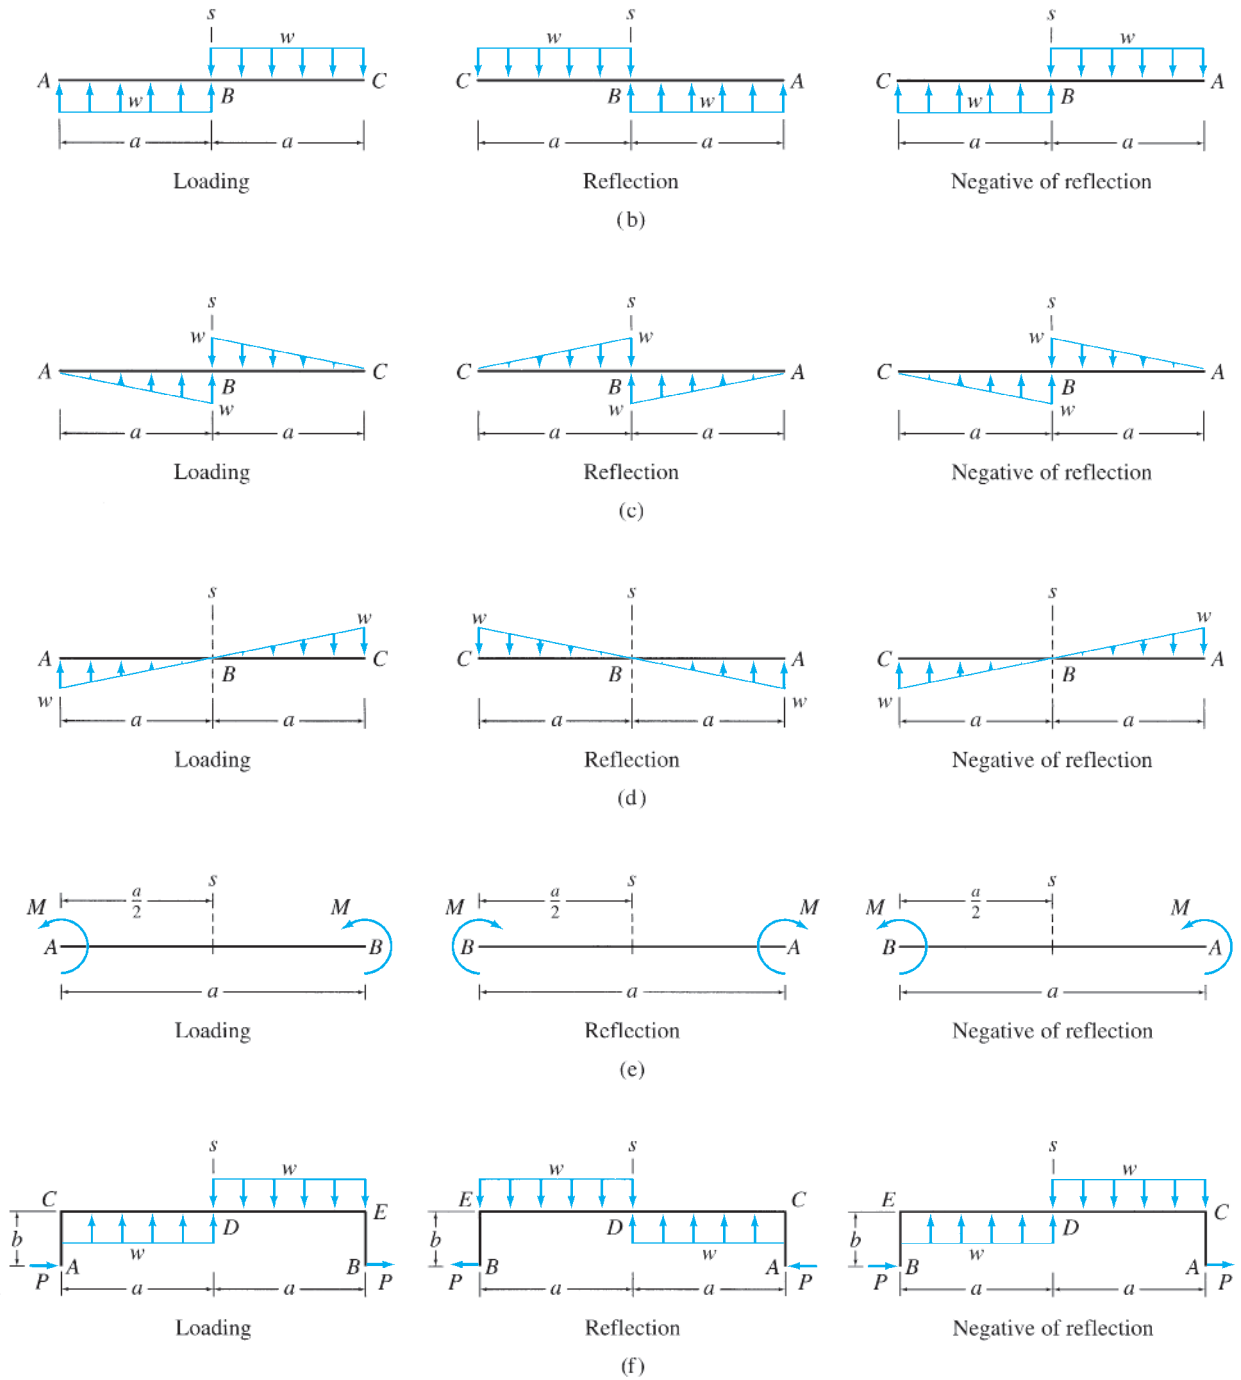 s s s
w w w
A C C A C A
w B B w w B
a a a a a a
Loading Reflection Negative of reflection
(b)
s s s
w w w
A C C A C A
B B B
w w w
a a a a a a
Loading Reflection Negative of reflection
(c)
s s s
w w w
A C C A C A
B B B
w w w
a a a a a a
Loading Reflection Negative of reflection
(d)
s s s
M a/2 M M a/2 M M a/2 M
A B B A B A
a a a
Loading Reflection Negative of reflection
(e)
s s s
w w w
C E E C E C
b D b D b D
w w w
P A B P P B A P P B A P
a a a a a a
Loading Reflection Negative of reflection
(f)